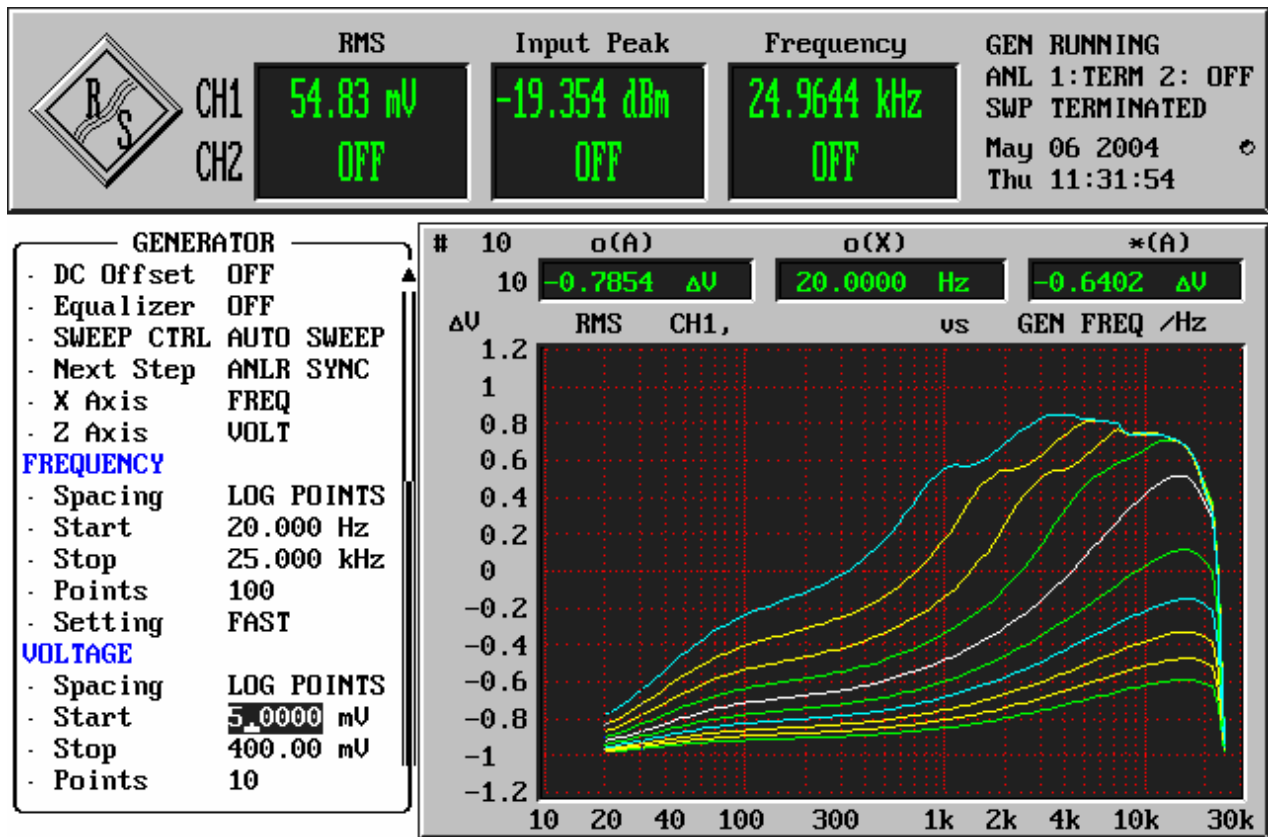 RMS Input Peak Frequency
R S
CH1 54.83 mV -19.354 dBm 24.9644 kHz
CH2 OFF OFF OFF
GEN RUNNING
ANL 1:TERM 2: OFF
SWP TERMINATED
May 06 2004
Thu 11:31:54
GENERATOR
· DC Offset OFF
· Equalizer OFF
· SWEEP CTRL AUTO SWEEP
· Next Step ANLR SYNC
· X Axis FREQ
· Z Axis VOLT
FREQUENCY
· Spacing LOG POINTS
· Start 20.000 Hz
· Stop 25.000 kHz
· Points 100
· Setting FAST
VOLTAGE
· Spacing LOG POINTS
· Start 5.0000 mV
· Stop 400.00 mV
· Points 10
# 10 o(A) o(X) *(A)
10 -0.7854 ΔV 20.0000 Hz -0.6402 ΔV
ΔV RMS CH1, vs GEN FREQ /Hz
1.2
1
0.8
0.6
0.4
0.2
0
-0.2
-0.4
-0.6
-0.8
-1
-1.2
10 20 40 100 300 1k 2k 4k 10k 30k